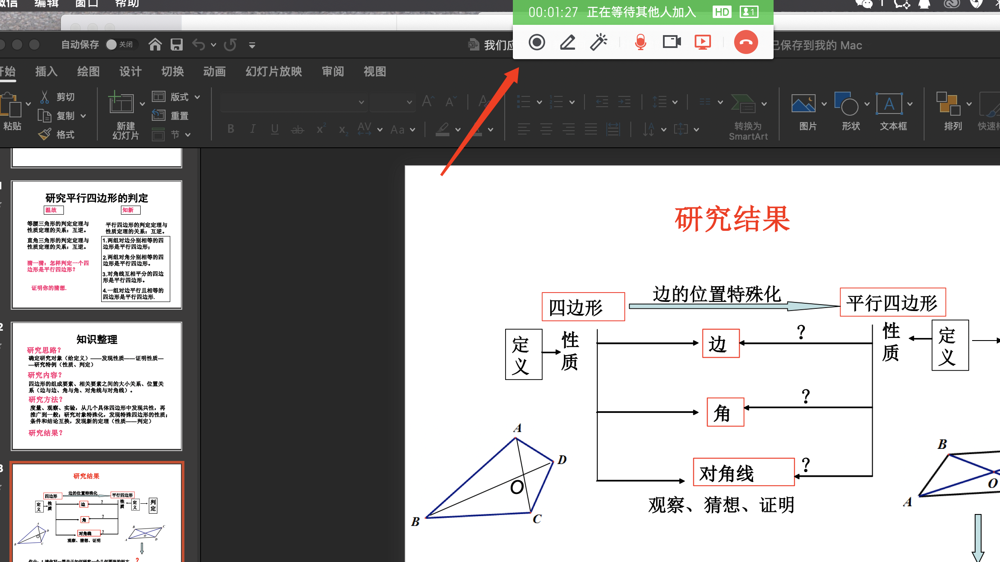 微信 编辑 窗口 帮助
00:01:27 正在等待其他人加入 HD 1
自动保存 关闭
我们应
已保存到我的 Mac
开始 插入 绘图 设计 切换 动画 幻灯片放映 审阅 视图
粘贴
剪切
复制
格式
新建
幻灯片
版式
重置
节
B I U ab x² x₂ AV Aa
转换为
SmartArt
图片
形状
文本框
排列
研究平行四边形的判定
温故
知新
等腰三角形的判定定理与
性质定理的关系：互逆。
直角三角形的判定定理与
性质定理的关系：互逆。
猜一猜：怎样判定一个四
边形是平行四边形？
证明你的猜想.
平行四边形的判定定理与
性质定理的关系：互逆。
1.两组对边分别相等的四
边形是平行四边形；
2.两组对角分别相等的四
边形是平行四边形。
3.对角线互相平分的四边
形是平行四边形。
4.一组对边平行且相等的
四边形是平行四边形.
2
知识整理
研究思路？
确定研究对象（给定义）——发现性质——证明性质—
—研究特例（性质、判定）
研究内容？
四边形的组成要素、相关要素之间的大小关系、位置关
系（边与边、角与角、对角线与对角线）。
研究方法？
度量、观察、实验，从几个具体四边形中发现共性，再
推广到一般；研究对象特殊化，发现特殊四边形的性质；
条件和结论互换，发现新的定理（性质——判定）
研究结果？
3
研究结果
四边形
边的位置特殊化
平行四边形
定义
性质
边
?
性质
定义
判定
角
?
对角线
?
观察、猜想、证明
A
B
C
D
O
A
B
C
D
O
?
研究结果
四边形
边的位置特殊化
平行四边形
定
义
性
质
边
?
性
质
定
义
角
?
对角线
?
观察、猜想、证明
A
D
O
B
C
B
O
A